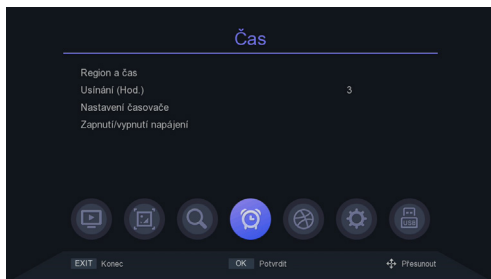 Čas
Region a čas
Usínání (Hod.) 3
Nastavení časovače
Zapnutí/vypnutí napájení
USB
EXIT Konec OK Potvrdit Přesunout